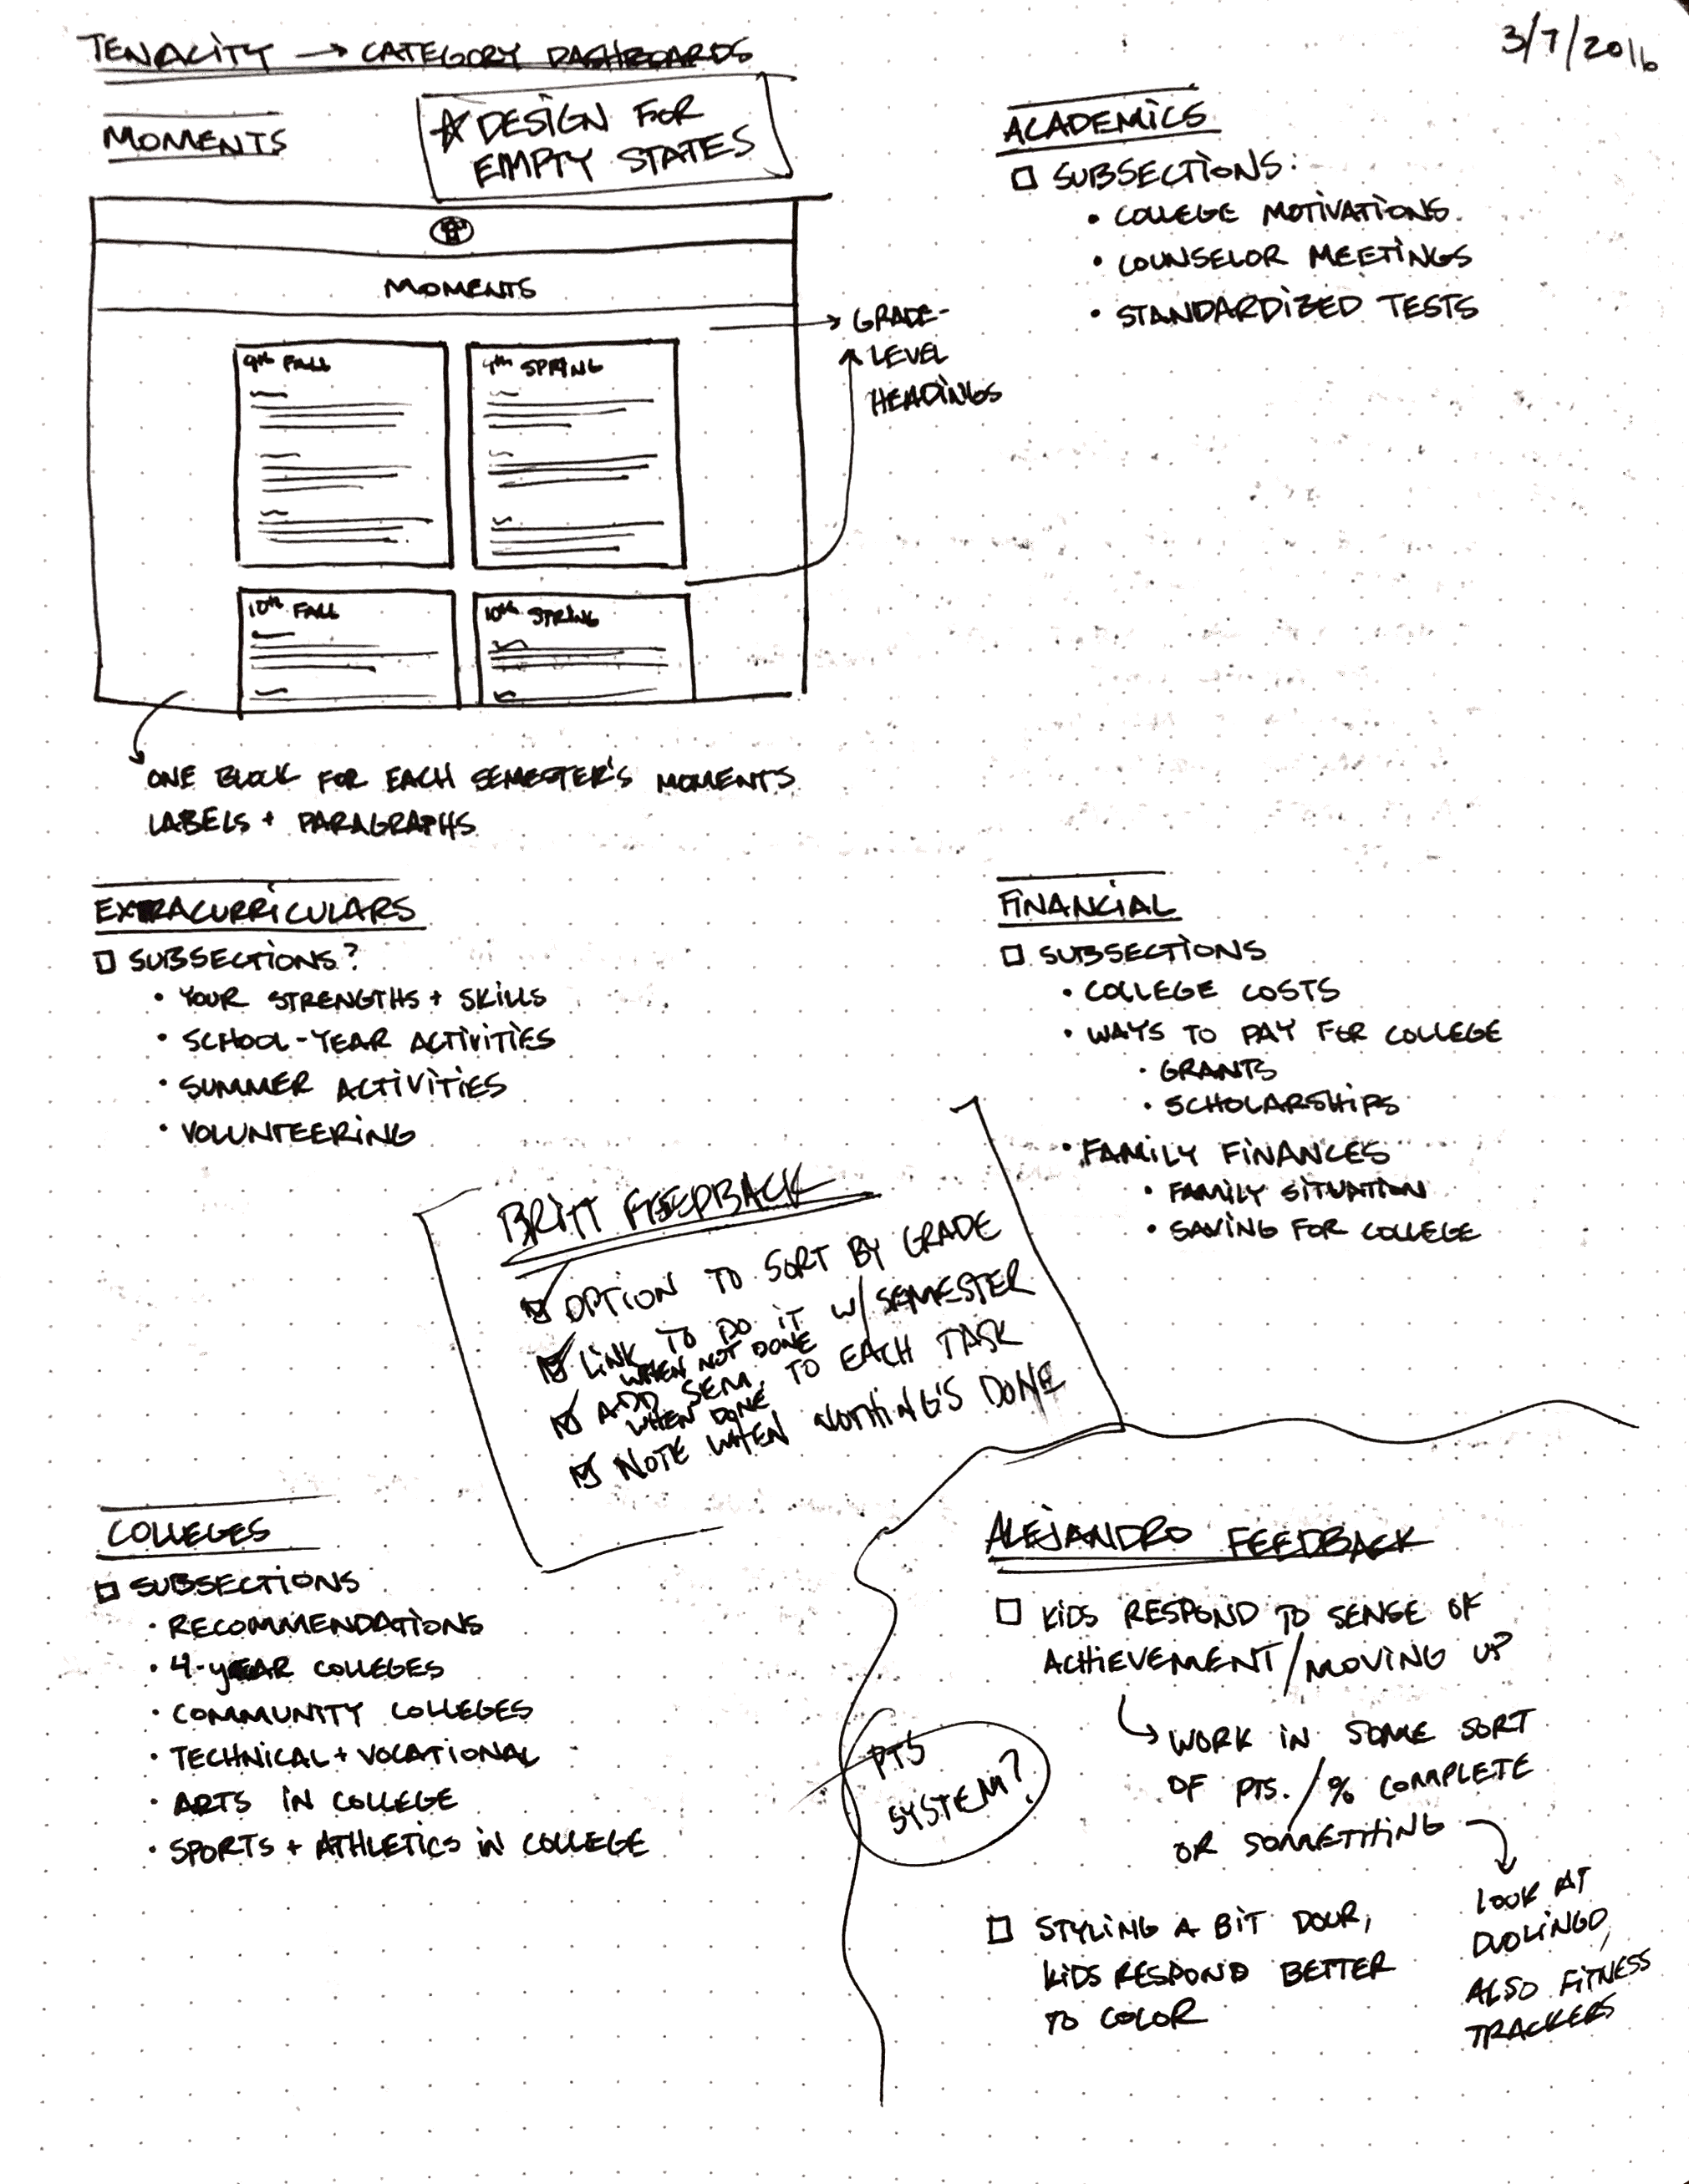 TENACITY → CATEGORY DASHBOARDS
3/7/2016
MOMENTS
☆ DESIGN FOR
EMPTY STATES
MOMENTS
9th FALL
9th SPRING
10th FALL
10th SPRING
GRADE-
LEVEL
HEADINGS
ONE BLOCK FOR EACH SEMESTER'S MOMENTS
LABELS + PARAGRAPHS
ACADEMICS
□ SUBSECTIONS:
• COLLEGE MOTIVATIONS
• COUNSELOR MEETINGS
• STANDARDIZED TESTS
EXTRACURRICULARS
□ SUBSECTIONS?
• YOUR STRENGTHS + SKILLS
• SCHOOL-YEAR ACTIVITIES
• SUMMER ACTIVITIES
• VOLUNTEERING
FINANCIAL
□ SUBSECTIONS
• COLLEGE COSTS
• WAYS TO PAY FOR COLLEGE
• GRANTS
• SCHOLARSHIPS
• FAMILY FINANCES
• FAMILY SITUATION
• SAVING FOR COLLEGE
BRITT FEEDBACK
☑ OPTION TO SORT BY GRADE
☑ LINK TO DO IT W/ SEMESTER
WHEN NOT DONE
☑ ADD SEM. TO EACH TASK
WHEN DONE
☑ NOTE WHEN NOTHING'S DONE
COLLEGES
□ SUBSECTIONS
• RECOMMENDATIONS
• 4-YEAR COLLEGES
• COMMUNITY COLLEGES
• TECHNICAL + VOCATIONAL
• ARTS IN COLLEGE
• SPORTS + ATHLETICS IN COLLEGE
ALEJANDRO FEEDBACK
□ KIDS RESPOND TO SENSE OF
ACHIEVEMENT/MOVING UP
↳ WORK IN SOME SORT
OF PTS./% COMPLETE
OR SOMETHING
LOOK AT
DUOLINGO,
ALSO FITNESS
TRACKERS
PTS
SYSTEM?
□ STYLING A BIT DOUR,
KIDS RESPOND BETTER
TO COLOR